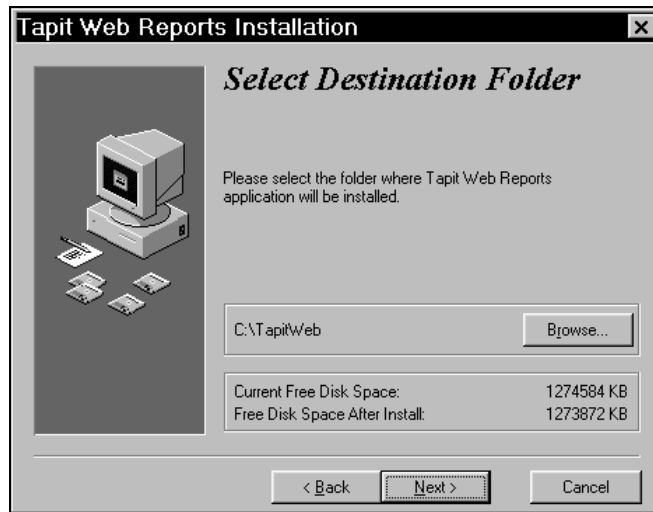 Tapit Web Reports Installation
Select Destination Folder
Please select the folder where Tapit Web Reports
application will be installed.
C:\TapitWeb
Browse...
Current Free Disk Space: 1274584 KB
Free Disk Space After Install: 1273872 KB
< Back
Next >
Cancel